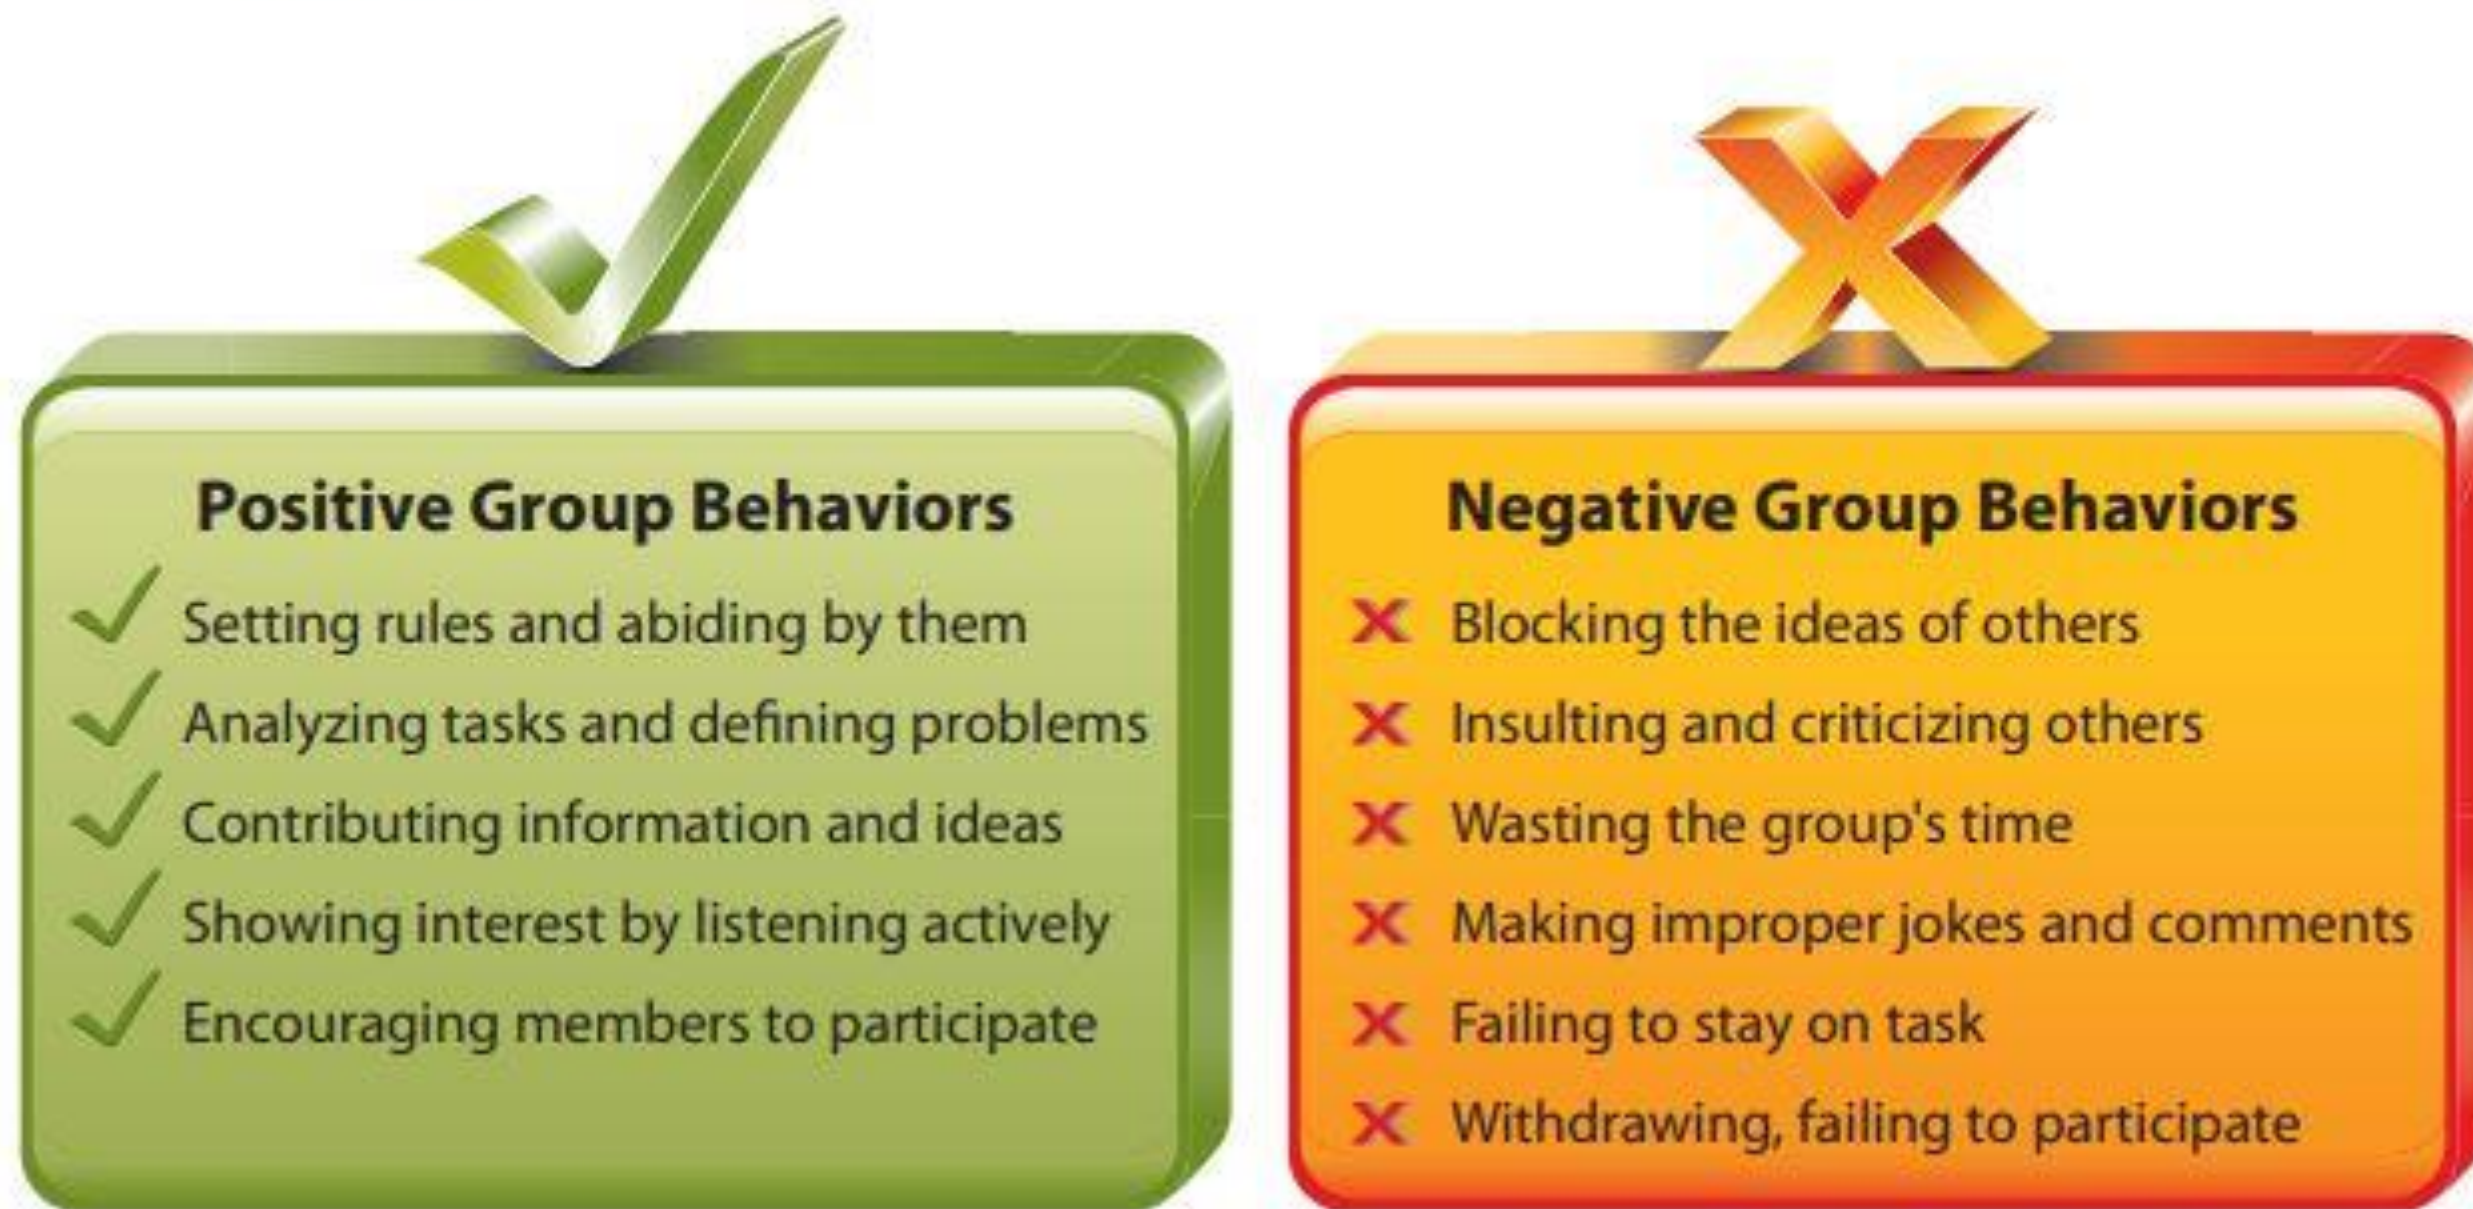 Positive Group Behaviors
Setting rules and abiding by them
Analyzing tasks and defining problems
Contributing information and ideas
Showing interest by listening actively
Encouraging members to participate
Negative Group Behaviors
Blocking the ideas of others
Insulting and criticizing others
Wasting the group's time
Making improper jokes and comments
Failing to stay on task
Withdrawing, failing to participate